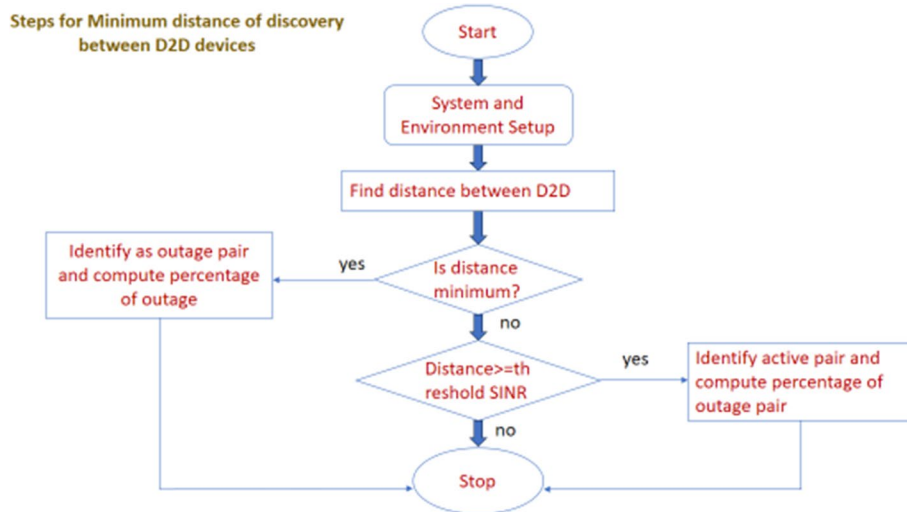 Steps for Minimum distance of discovery
between D2D devices
Start
System and
Environment Setup
Find distance between D2D
Is distance
minimum?
yes
Identify as outage pair
and compute percentage
of outage
no
Distance>=th
reshold SINR
yes
Identify active pair and
compute percentage of
outage pair
no
Stop